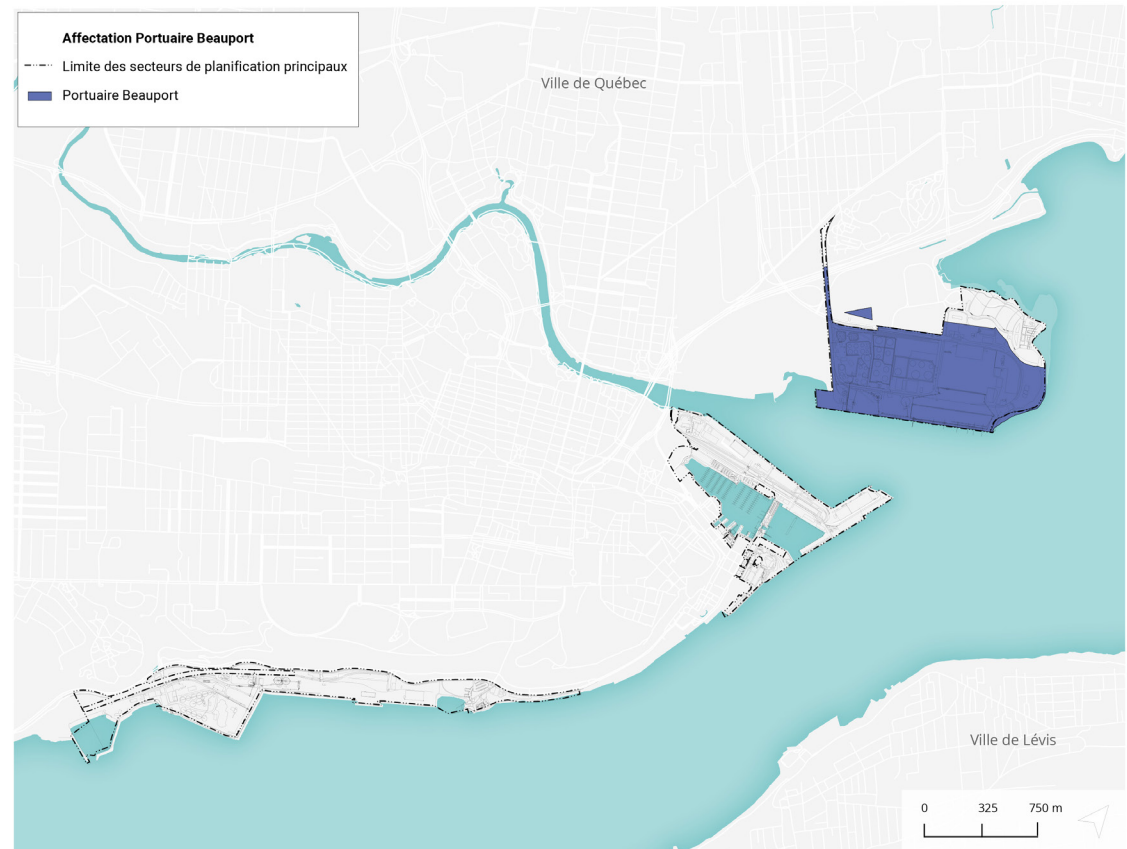 Affectation Portuaire Beauport
Limite des secteurs de planification principaux
Portuaire Beauport
Ville de Québec
Ville de Lévis
0 325 750 m